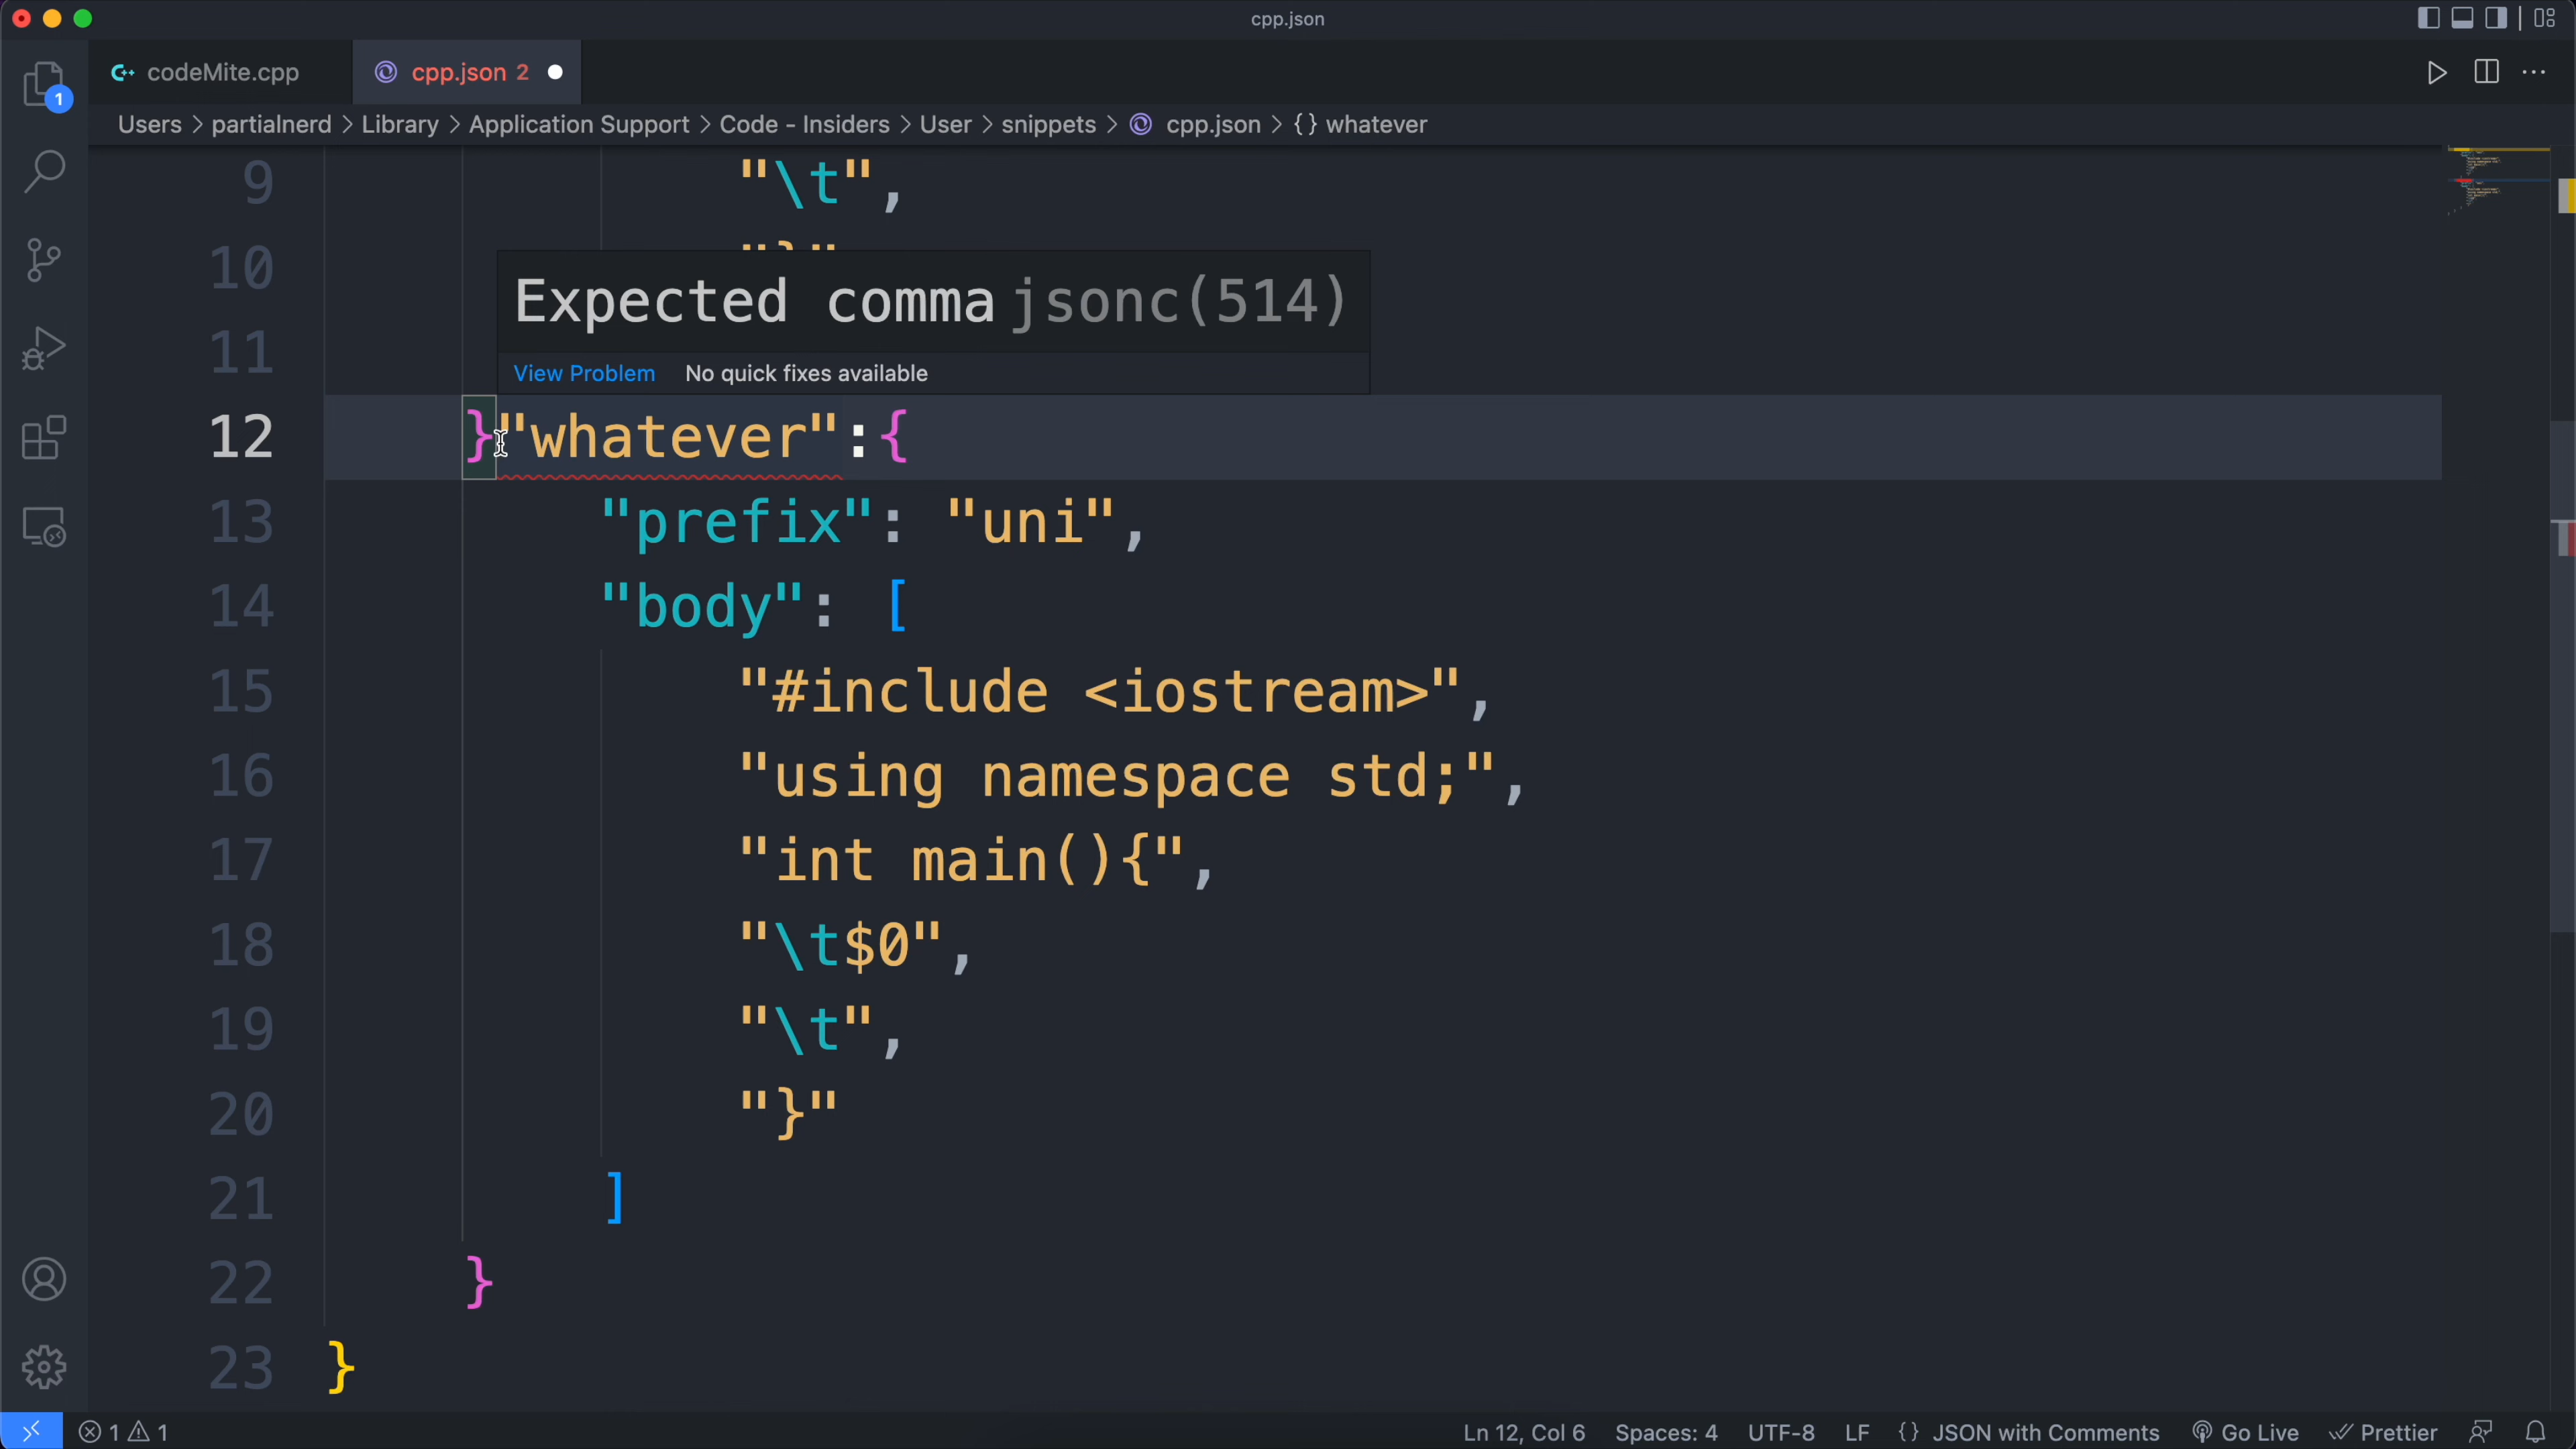 cpp.json
codeMite.cpp cpp.json 2
Users > partialnerd > Library > Application Support > Code - Insiders > User > snippets > cpp.json > {} whatever
1
9 "\t",
10
Expected comma jsonc(514)
11
View Problem No quick fixes available
12 }"whatever":{
13 "prefix": "uni",
14 "body": [
15 "#include <iostream>",
16 "using namespace std;",
17 "int main(){",
18 "\t$0",
19 "\t",
20 "}"
21 ]
22 }
23 }
1 1 Ln 12, Col 6 Spaces: 4 UTF-8 LF {} JSON with Comments Go Live Prettier